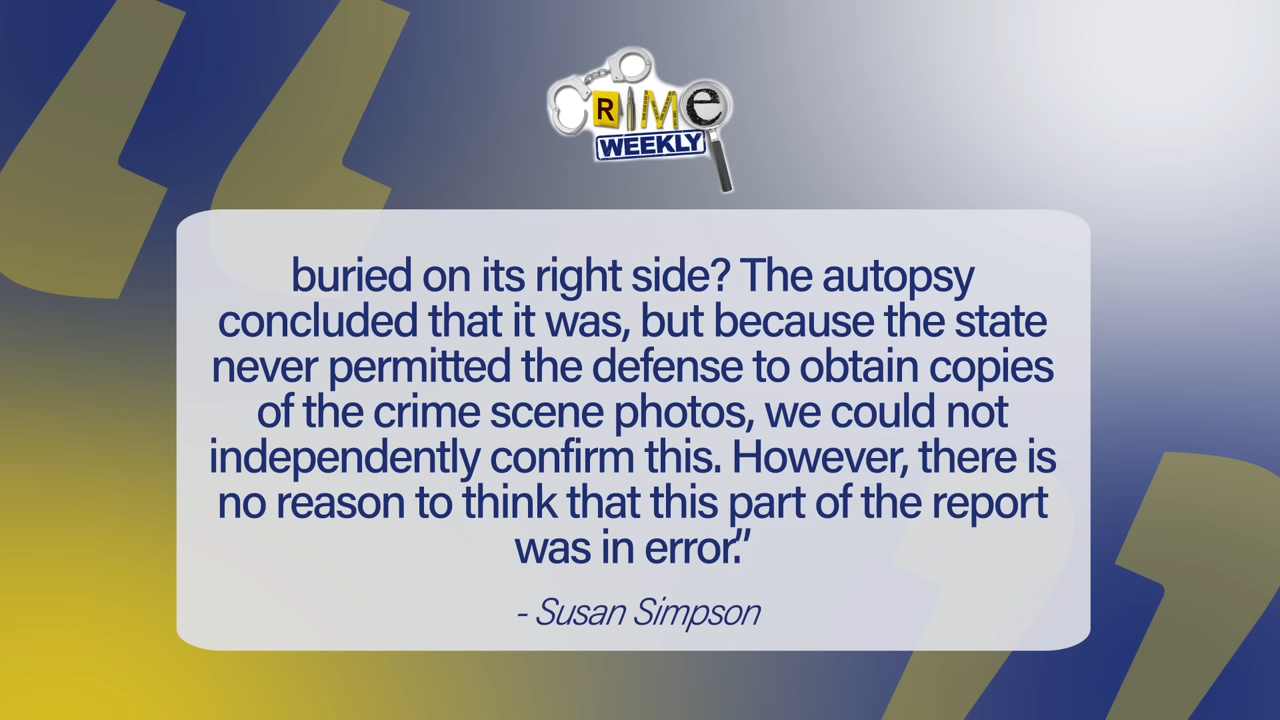 CRIME
WEEKLY
buried on its right side? The autopsy
concluded that it was, but because the state
never permitted the defense to obtain copies
of the crime scene photos, we could not
independently confirm this. However, there is
no reason to think that this part of the report
was in error.”
- Susan Simpson